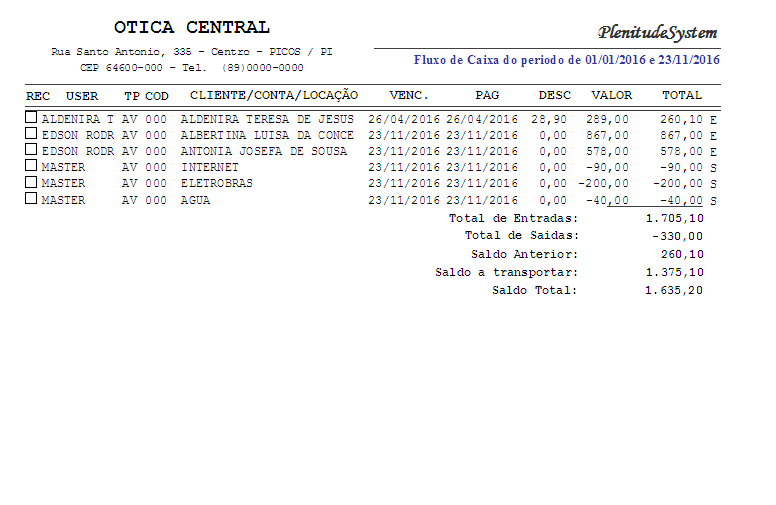 OTICA CENTRAL
PlenitudeSystem
Rua Santo Antonio, 335 - Centro - PICOS / PI
Fluxo de Caixa do periodo de 01/01/2016 e 23/11/2016
CEP 64600-000 - Tel. (89)0000-0000
REC USER TP COD CLIENTE/CONTA/LOCAÇÃO VENC. PAG DESC VALOR TOTAL
ALDENIRA T AV 000 ALDENIRA TERESA DE JESUS 26/04/2016 26/04/2016 28,90 289,00 260,10 E
EDSON RODR AV 000 ALBERTINA LUISA DA CONCE 23/11/2016 23/11/2016 0,00 867,00 867,00 E
EDSON RODR AV 000 ANTONIA JOSEFA DE SOUSA 23/11/2016 23/11/2016 0,00 578,00 578,00 E
MASTER AV 000 INTERNET 23/11/2016 23/11/2016 0,00 -90,00 -90,00 S
MASTER AV 000 ELETROBRAS 23/11/2016 23/11/2016 0,00 -200,00 -200,00 S
MASTER AV 000 AGUA 23/11/2016 23/11/2016 0,00 -40,00 -40,00 S
Total de Entradas: 1.705,10
Total de Saidas: -330,00
Saldo Anterior: 260,10
Saldo a transportar: 1.375,10
Saldo Total: 1.635,20